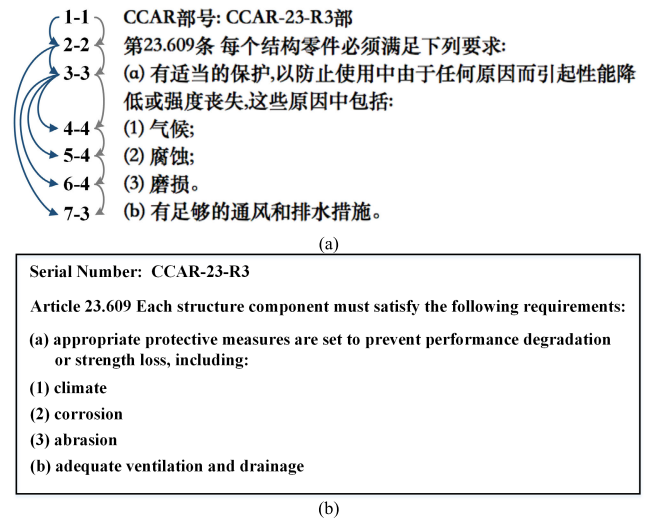 1-1 CCAR部号: CCAR-23-R3部
2-2 第23.609条 每个结构零件必须满足下列要求:
3-3 (a) 有适当的保护,以防止使用中由于任何原因而引起性能降
低或强度丧失,这些原因中包括:
4-4 (1) 气候;
5-4 (2) 腐蚀;
6-4 (3) 磨损。
7-3 (b) 有足够的通风和排水措施。
(a)
Serial Number: CCAR-23-R3
Article 23.609 Each structure component must satisfy the following requirements:
(a) appropriate protective measures are set to prevent performance degradation
or strength loss, including:
(1) climate
(2) corrosion
(3) abrasion
(b) adequate ventilation and drainage
(b)